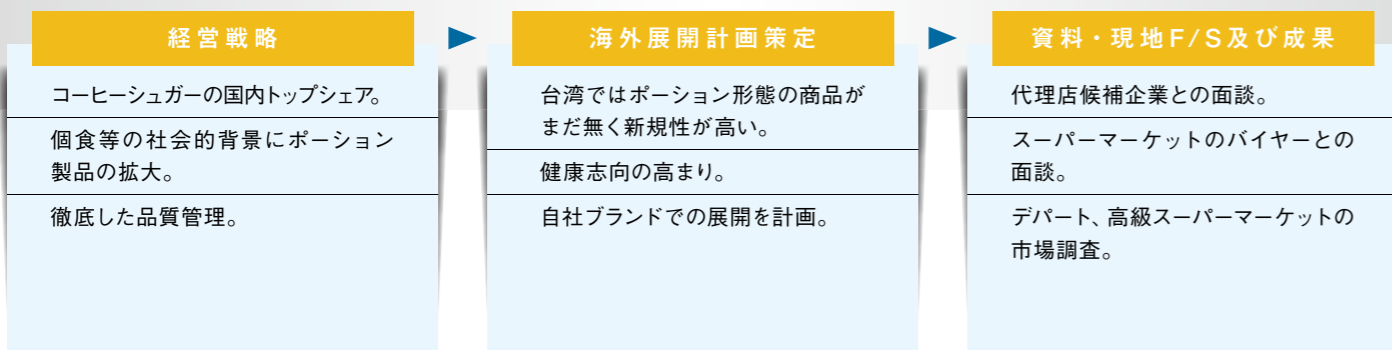 経営戦略
コーヒーシュガーの国内トップシェア。
個食等の社会的背景にポーション
製品の拡大。
徹底した品質管理。
海外展開計画策定
台湾ではポーション形態の商品が
まだ無く新規性が高い。
健康志向の高まり。
自社ブランドでの展開を計画。
資料・現地F/S及び成果
代理店候補企業との面談。
スーパーマーケットのバイヤーとの
面談。
デパート、高級スーパーマーケットの
市場調査。